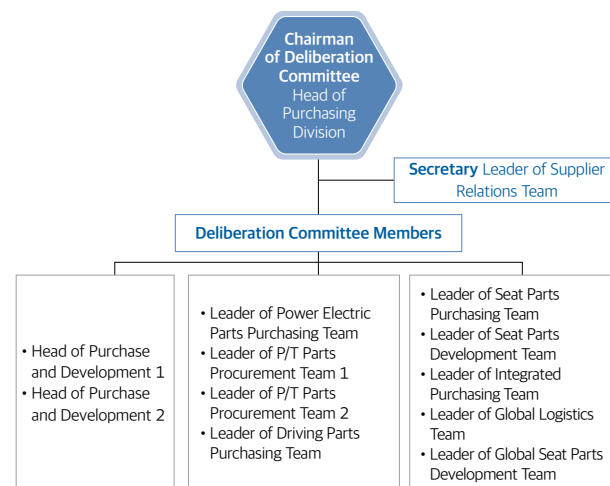 Chairman
of Deliberation
Committee
Head of
Purchasing
Division
Secretary Leader of Supplier
Relations Team
Deliberation Committee Members
• Head of Purchase
and Development 1
• Head of Purchase
and Development 2
• Leader of Power Electric
Parts Purchasing Team
• Leader of P/T Parts
Procurement Team 1
• Leader of P/T Parts
Procurement Team 2
• Leader of Driving Parts
Purchasing Team
• Leader of Seat Parts
Purchasing Team
• Leader of Seat Parts
Development Team
• Leader of Integrated
Purchasing Team
• Leader of Global Logistics
Team
• Leader of Global Seat Parts
Development Team